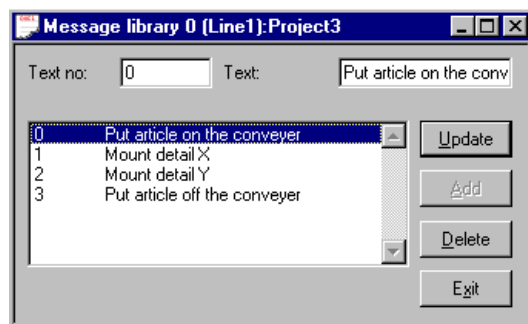 Message library 0 (Line1):Project3
Text no: 0 Text: Put article on the conv
0 Put article on the conveyer
1 Mount detail X
2 Mount detail Y
3 Put article off the conveyer
Update
Add
Delete
Exit